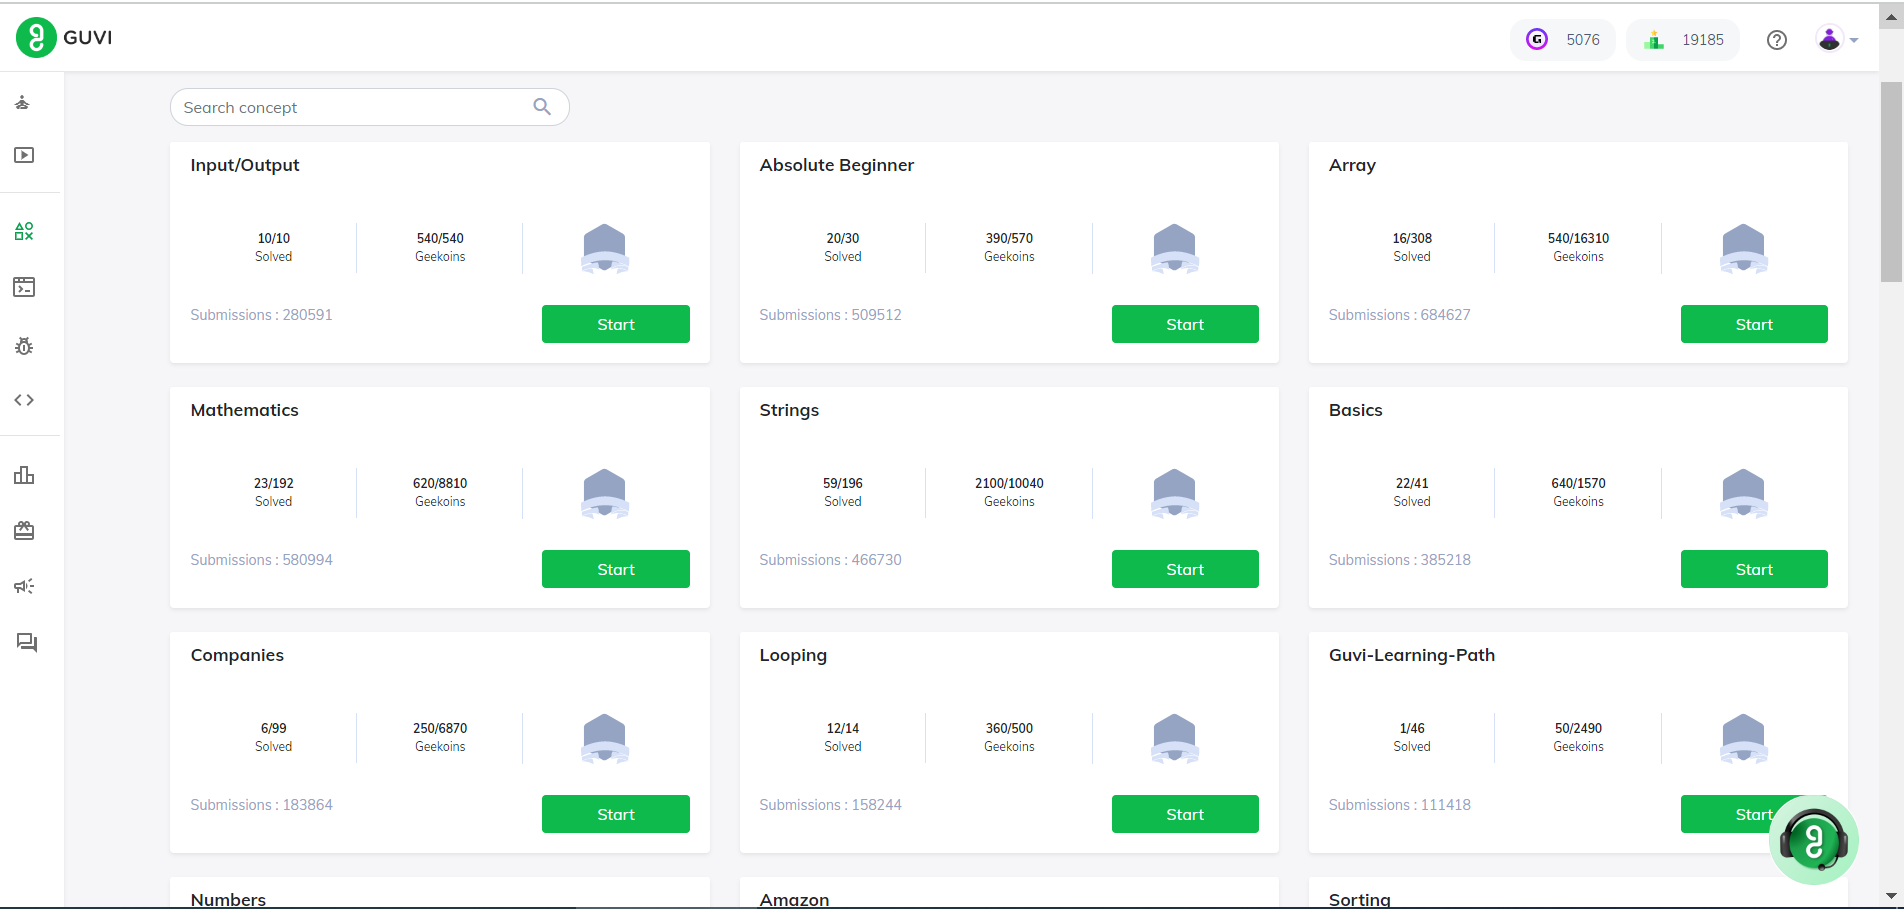 GUVI
5076
19185
Search concept
Input/Output
Absolute Beginner
Array
10/10
Solved
540/540
Geekoins
20/30
Solved
390/570
Geekoins
16/308
Solved
540/16310
Geekoins
Submissions : 280591
Start
Submissions : 509512
Start
Submissions : 684627
Start
Mathematics
Strings
Basics
23/192
Solved
620/8810
Geekoins
59/196
Solved
2100/10040
Geekoins
22/41
Solved
640/1570
Geekoins
Submissions : 580994
Start
Submissions : 466730
Start
Submissions : 385218
Start
Companies
Looping
Guvi-Learning-Path
6/99
Solved
250/6870
Geekoins
12/14
Solved
360/500
Geekoins
1/46
Solved
50/2490
Geekoins
Submissions : 183864
Start
Submissions : 158244
Start
Submissions : 111418
Start
Numbers
Amazon
Sorting